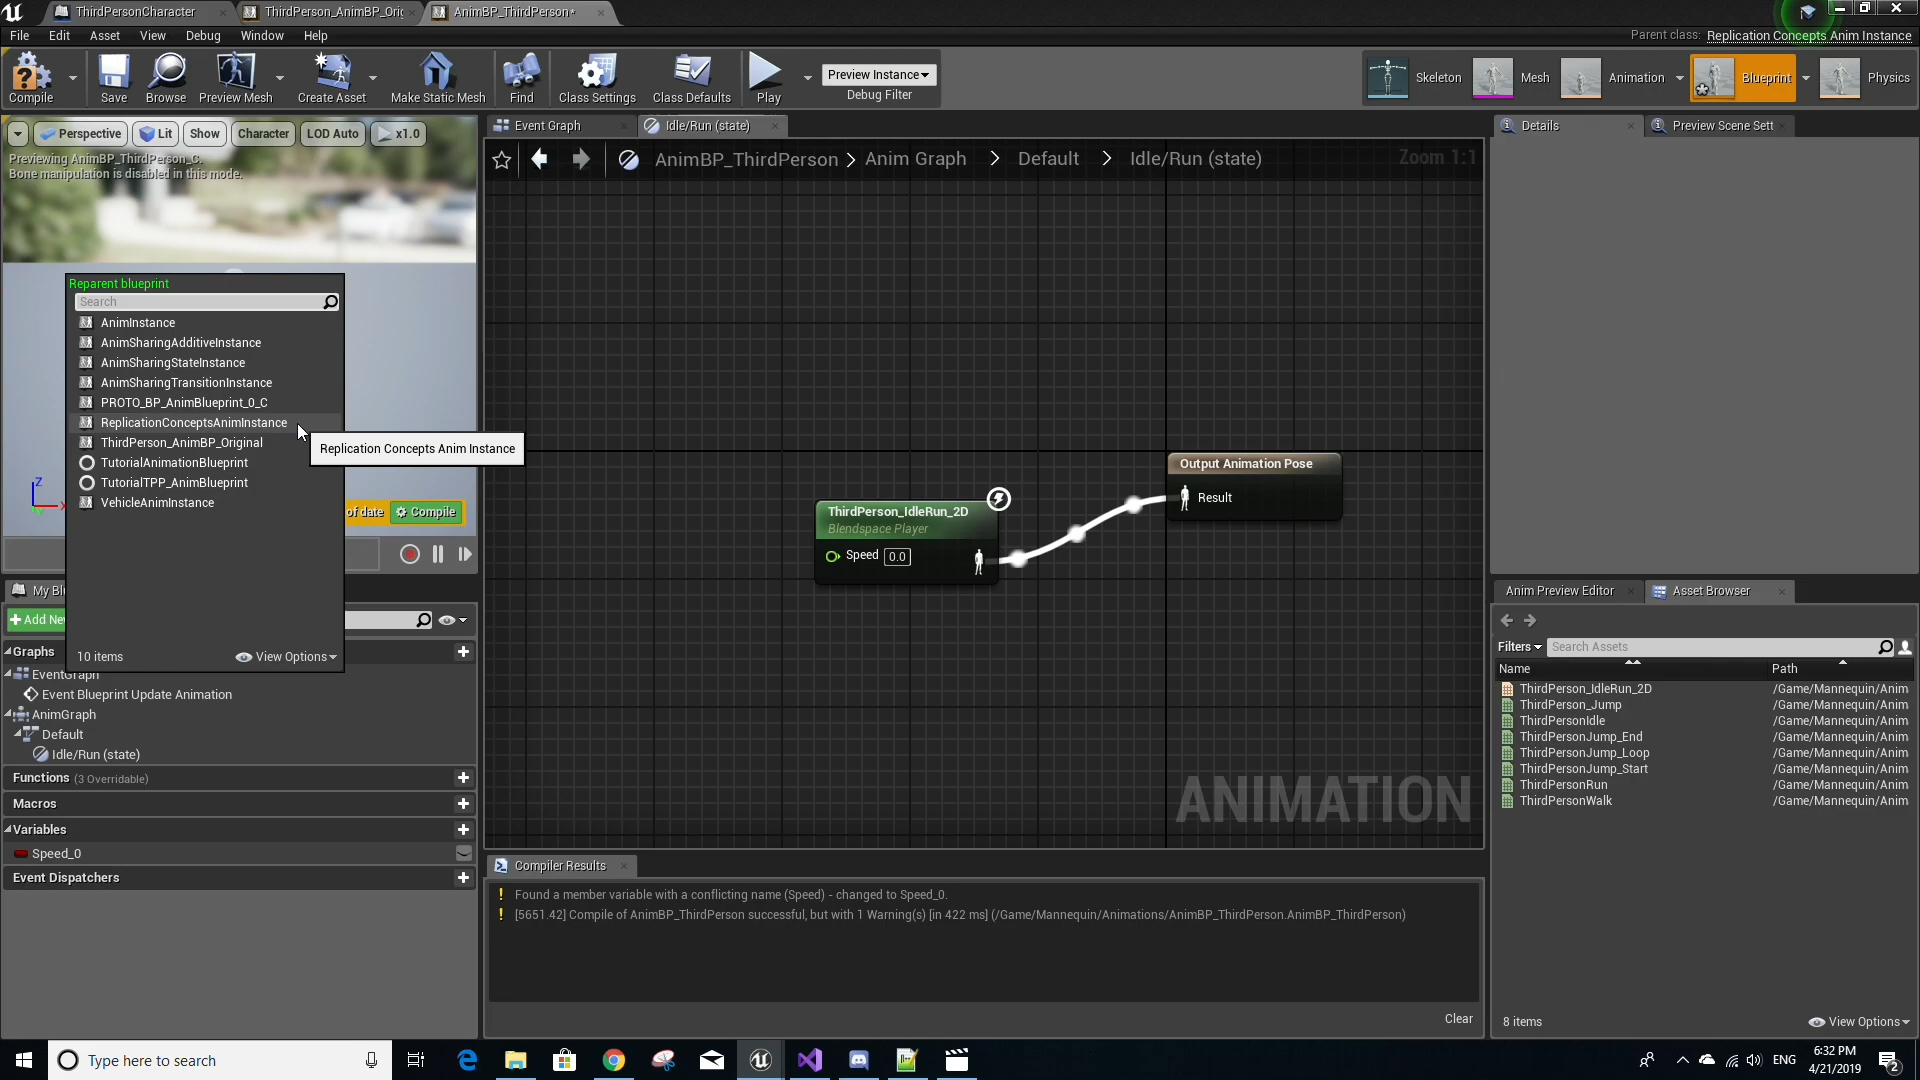 ThirdPersonCharacter
ThirdPerson_AnimBP_Orig
AnimBP_ThirdPerson*
File Edit Asset View Debug Window Help
Parent class: Replication Concepts Anim Instance
Compile
Save
Browse
Preview Mesh
Create Asset
Make Static Mesh
Find
Class Settings
Class Defaults
Play
Preview Instance
Debug Filter
Skeleton
Mesh
Animation
Blueprint
Physics
Perspective
Lit
Show
Character
LOD Auto
x1.0
Previewing AnimBP_ThirdPerson_C.
Bone manipulation is disabled in this mode.
Reparent blueprint
Search
AnimInstance
AnimSharingAdditiveInstance
AnimSharingStateInstance
AnimSharingTransitionInstance
PROTO_BP_AnimBlueprint_0_C
ReplicationConceptsAnimInstance
ThirdPerson_AnimBP_Original
TutorialAnimationBlueprint
TutorialTPP_AnimBlueprint
VehicleAnimInstance
10 items
View Options
Replication Concepts Anim Instance
Z
X
of date
Compile
My Bl
Add New
Graphs
EventGraph
Event Blueprint Update Animation
AnimGraph
Default
Idle/Run (state)
Functions (3 Overridable)
Macros
Variables
Speed_0
Event Dispatchers
Event Graph
Idle/Run (state)
AnimBP_ThirdPerson > Anim Graph > Default > Idle/Run (state)
Zoom 1:1
ThirdPerson_IdleRun_2D
Blendspace Player
Speed 0.0
Output Animation Pose
Result
ANIMATION
Compiler Results
Found a member variable with a conflicting name (Speed) - changed to Speed_0.
[5651.42] Compile of AnimBP_ThirdPerson successful, but with 1 Warning(s) [in 422 ms] (/Game/Mannequin/Animations/AnimBP_ThirdPerson.AnimBP_ThirdPerson)
Clear
Details
Preview Scene Sett
Anim Preview Editor
Asset Browser
Filters
Search Assets
Name Path
ThirdPerson_IdleRun_2D /Game/Mannequin/Anim
ThirdPerson_Jump /Game/Mannequin/Anim
ThirdPersonIdle /Game/Mannequin/Anim
ThirdPersonJump_End /Game/Mannequin/Anim
ThirdPersonJump_Loop /Game/Mannequin/Anim
ThirdPersonJump_Start /Game/Mannequin/Anim
ThirdPersonRun /Game/Mannequin/Anim
ThirdPersonWalk /Game/Mannequin/Anim
8 items
View Options
Type here to search
ENG
6:32 PM
4/21/2019
2